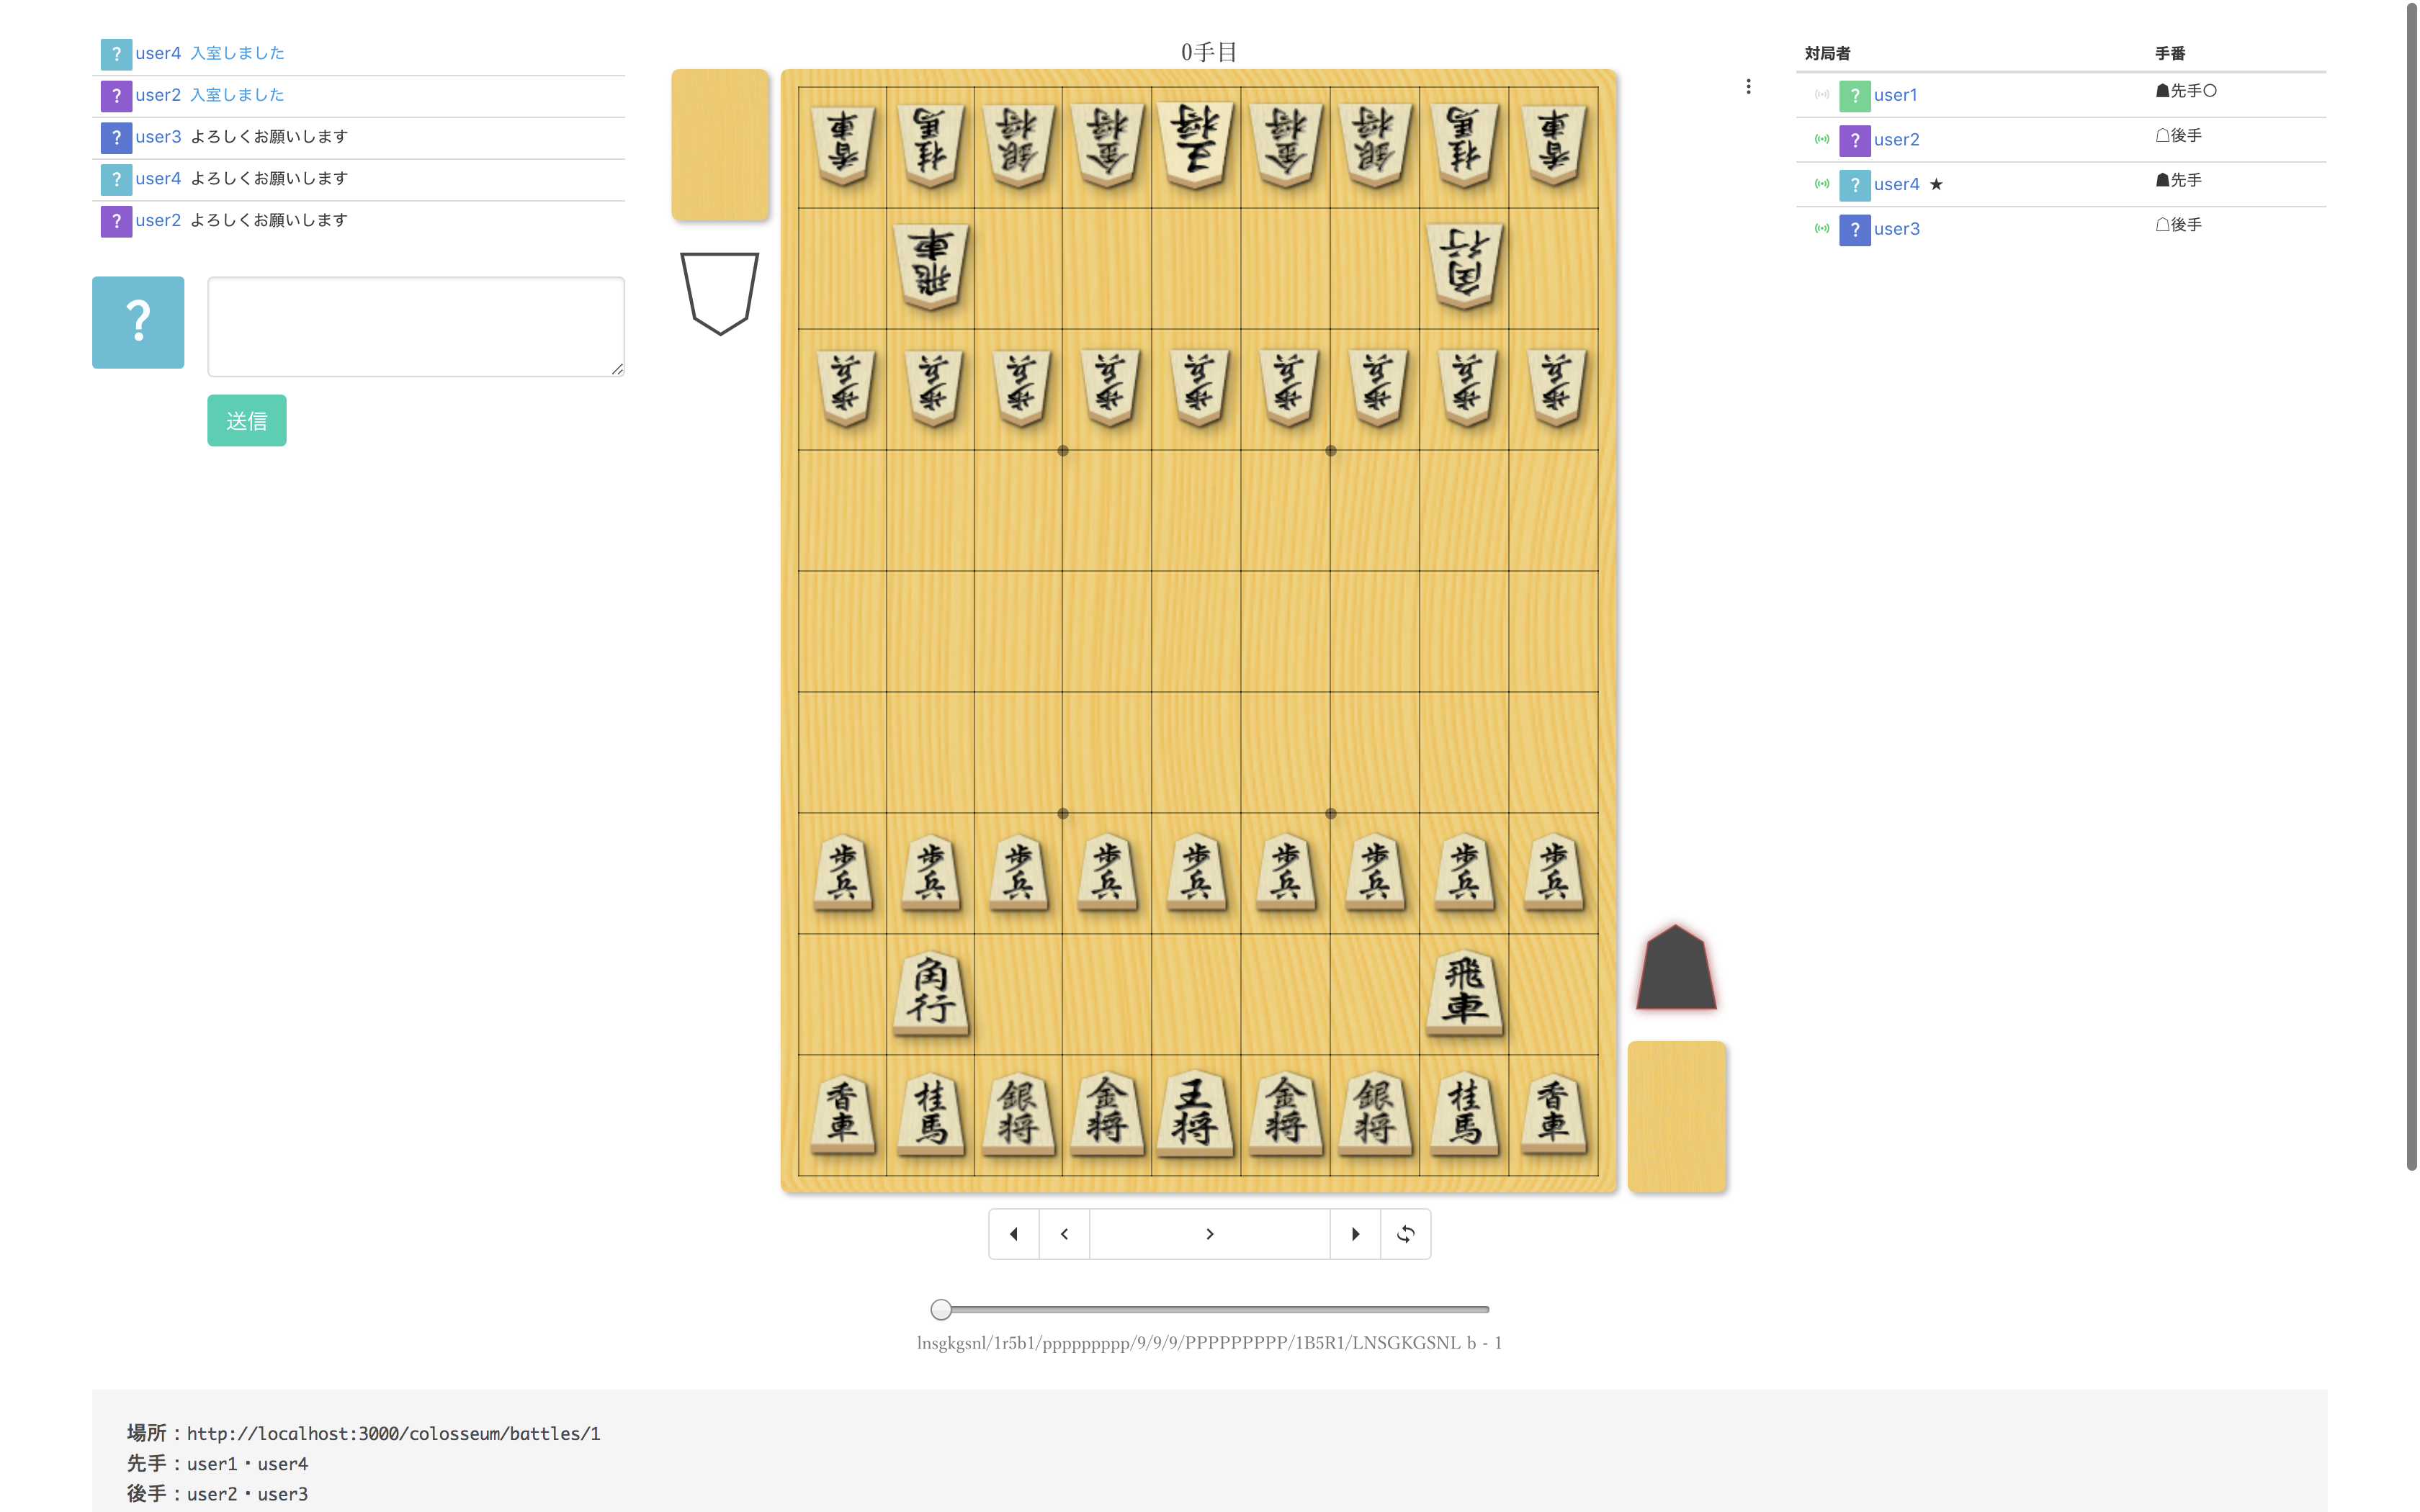 ? user4 入室しました
? user2 入室しました
? user3 よろしくお願いします
? user4 よろしくお願いします
? user2 よろしくお願いします
?
送信
0手目
香車 桂馬 銀将 金将 王将 金将 銀将 桂馬 香車
飛車 角行
歩兵 歩兵 歩兵 歩兵 歩兵 歩兵 歩兵 歩兵 歩兵
歩兵 歩兵 歩兵 歩兵 歩兵 歩兵 歩兵 歩兵 歩兵
角行 飛車
香車 桂馬 銀将 金将 王将 金将 銀将 桂馬 香車
lnsgkgsnl/1r5b1/ppppppppp/9/9/9/PPPPPPPPP/1B5R1/LNSGKGSNL b - 1
対局者 手番
? user1 ☗先手○
? user2 ☖後手
? user4 ★ ☗先手
? user3 ☖後手
場所：http://localhost:3000/colosseum/battles/1
先手：user1・user4
後手：user2・user3